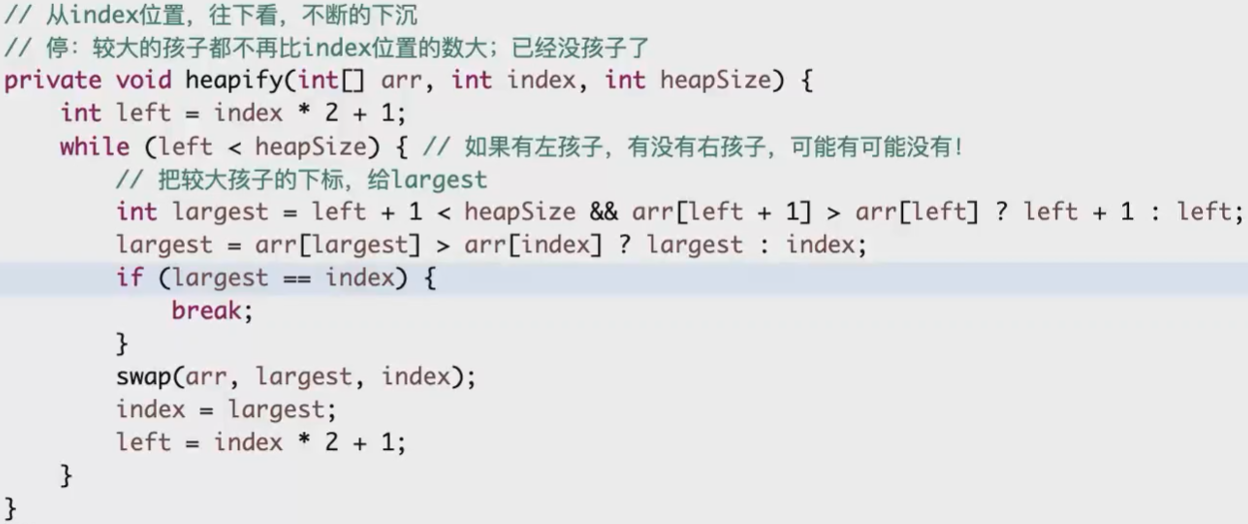 // 从index位置，往下看，不断的下沉
// 停：较大的孩子都不再比index位置的数大；已经没孩子了
private void heapify(int[] arr, int index, int heapSize) {
    int left = index * 2 + 1;
    while (left < heapSize) { // 如果有左孩子，有没有右孩子，可能有可能没有！
        // 把较大孩子的下标，给largest
        int largest = left + 1 < heapSize && arr[left + 1] > arr[left] ? left + 1 : left;
        largest = arr[largest] > arr[index] ? largest : index;
        if (largest == index) {
            break;
        }
        swap(arr, largest, index);
        index = largest;
        left = index * 2 + 1;
    }
}